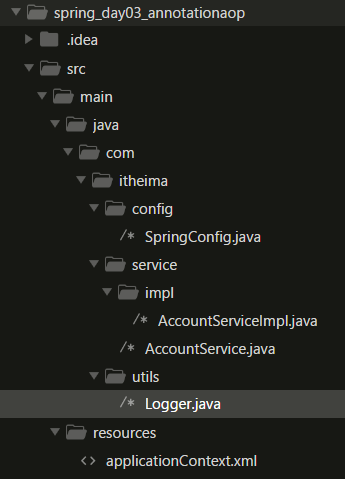 spring_day03_annotationaop
.idea
src
main
java
com
itheima
config
/* SpringConfig.java
service
impl
/* AccountServiceImpl.java
/* AccountService.java
utils
/* Logger.java
resources
<> applicationContext.xml